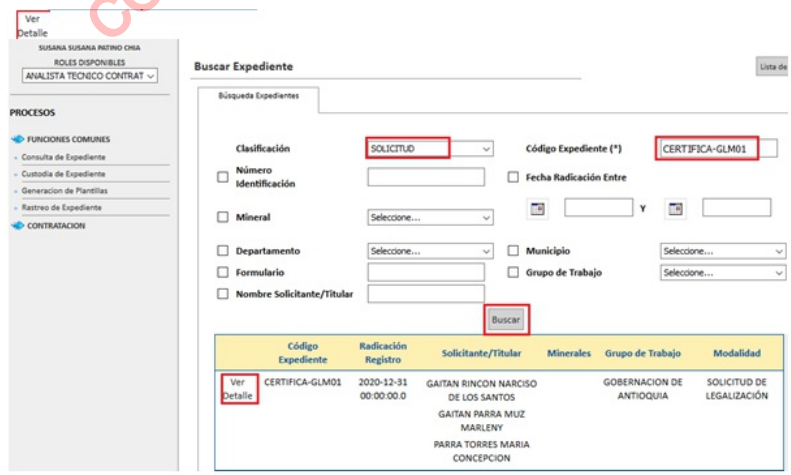 Ver
Detalle
SUSANA SUSANA PATINO CHIA
ROLES DISPONIBLES
ANALISTA TECNICO CONTRAT
PROCESOS
FUNCIONES COMUNES
Consulta de Expediente
Custodia de Expediente
Generacion de Plantillas
Rastreo de Expediente
CONTRATACION
Buscar Expediente
Lista de
Búsqueda Expedientes
Clasificación SOLICITUD Código Expediente (*) CERTIFICA-GLM01
Número Identificación Fecha Radicación Entre
Mineral Seleccione... Y
Departamento Seleccione... Municipio Seleccione...
Formulario Grupo de Trabajo Seleccione...
Nombre Solicitante/Titular
Buscar
Código Expediente Radicación Registro Solicitante/Titular Minerales Grupo de Trabajo Modalidad
Ver CERTIFICA-GLM01 2020-12-31 GAITAN RINCON NARCISO GOBERNACION DE SOLICITUD DE
Detalle 00:00:00.0 DE LOS SANTOS ANTIOQUIA LEGALIZACIÓN
GAITAN PARRA MUZ
MARLENY
PARRA TORRES MARIA
CONCEPCION